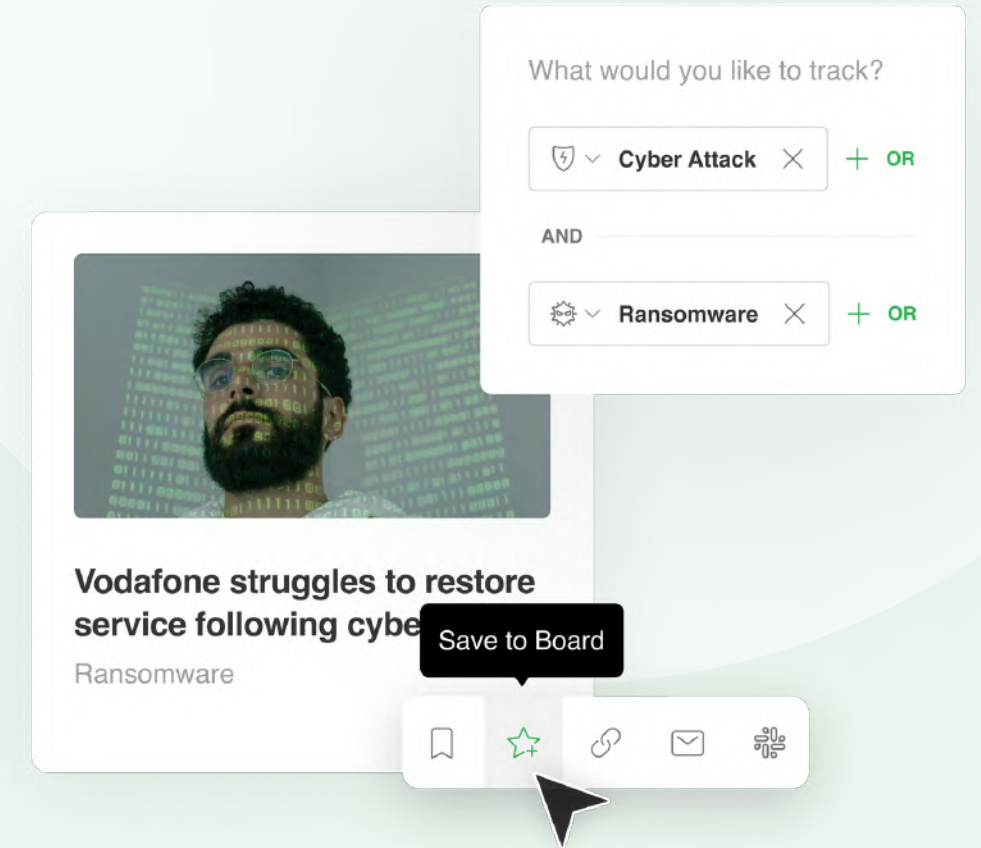 What would you like to track?
Cyber Attack
OR
AND
Ransomware
OR
Vodafone struggles to restore
service following cybe
Save to Board
Ransomware